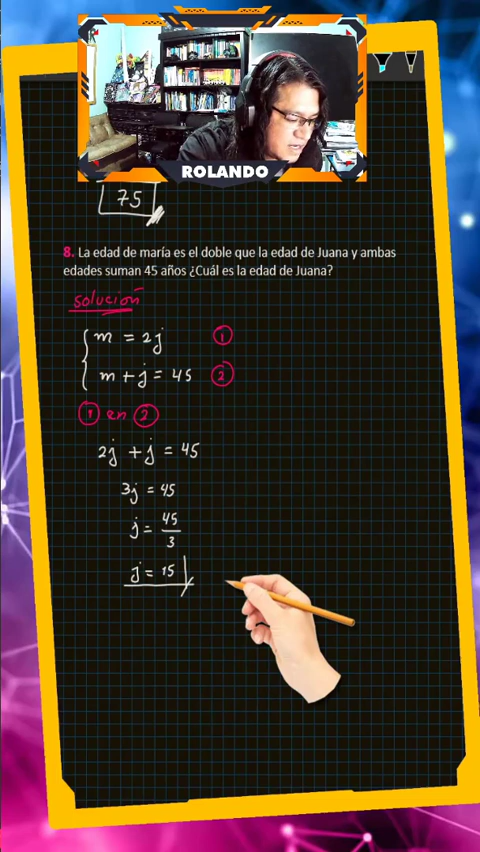 ROLANDO
75
8. La edad de maría es el doble que la edad de Juana y ambas
edades suman 45 años ¿Cuál es la edad de Juana?
solución
m = 2j ①
m + j = 45 ②
① en ②
2j + j = 45
3j = 45
j = 45/3
j = 15